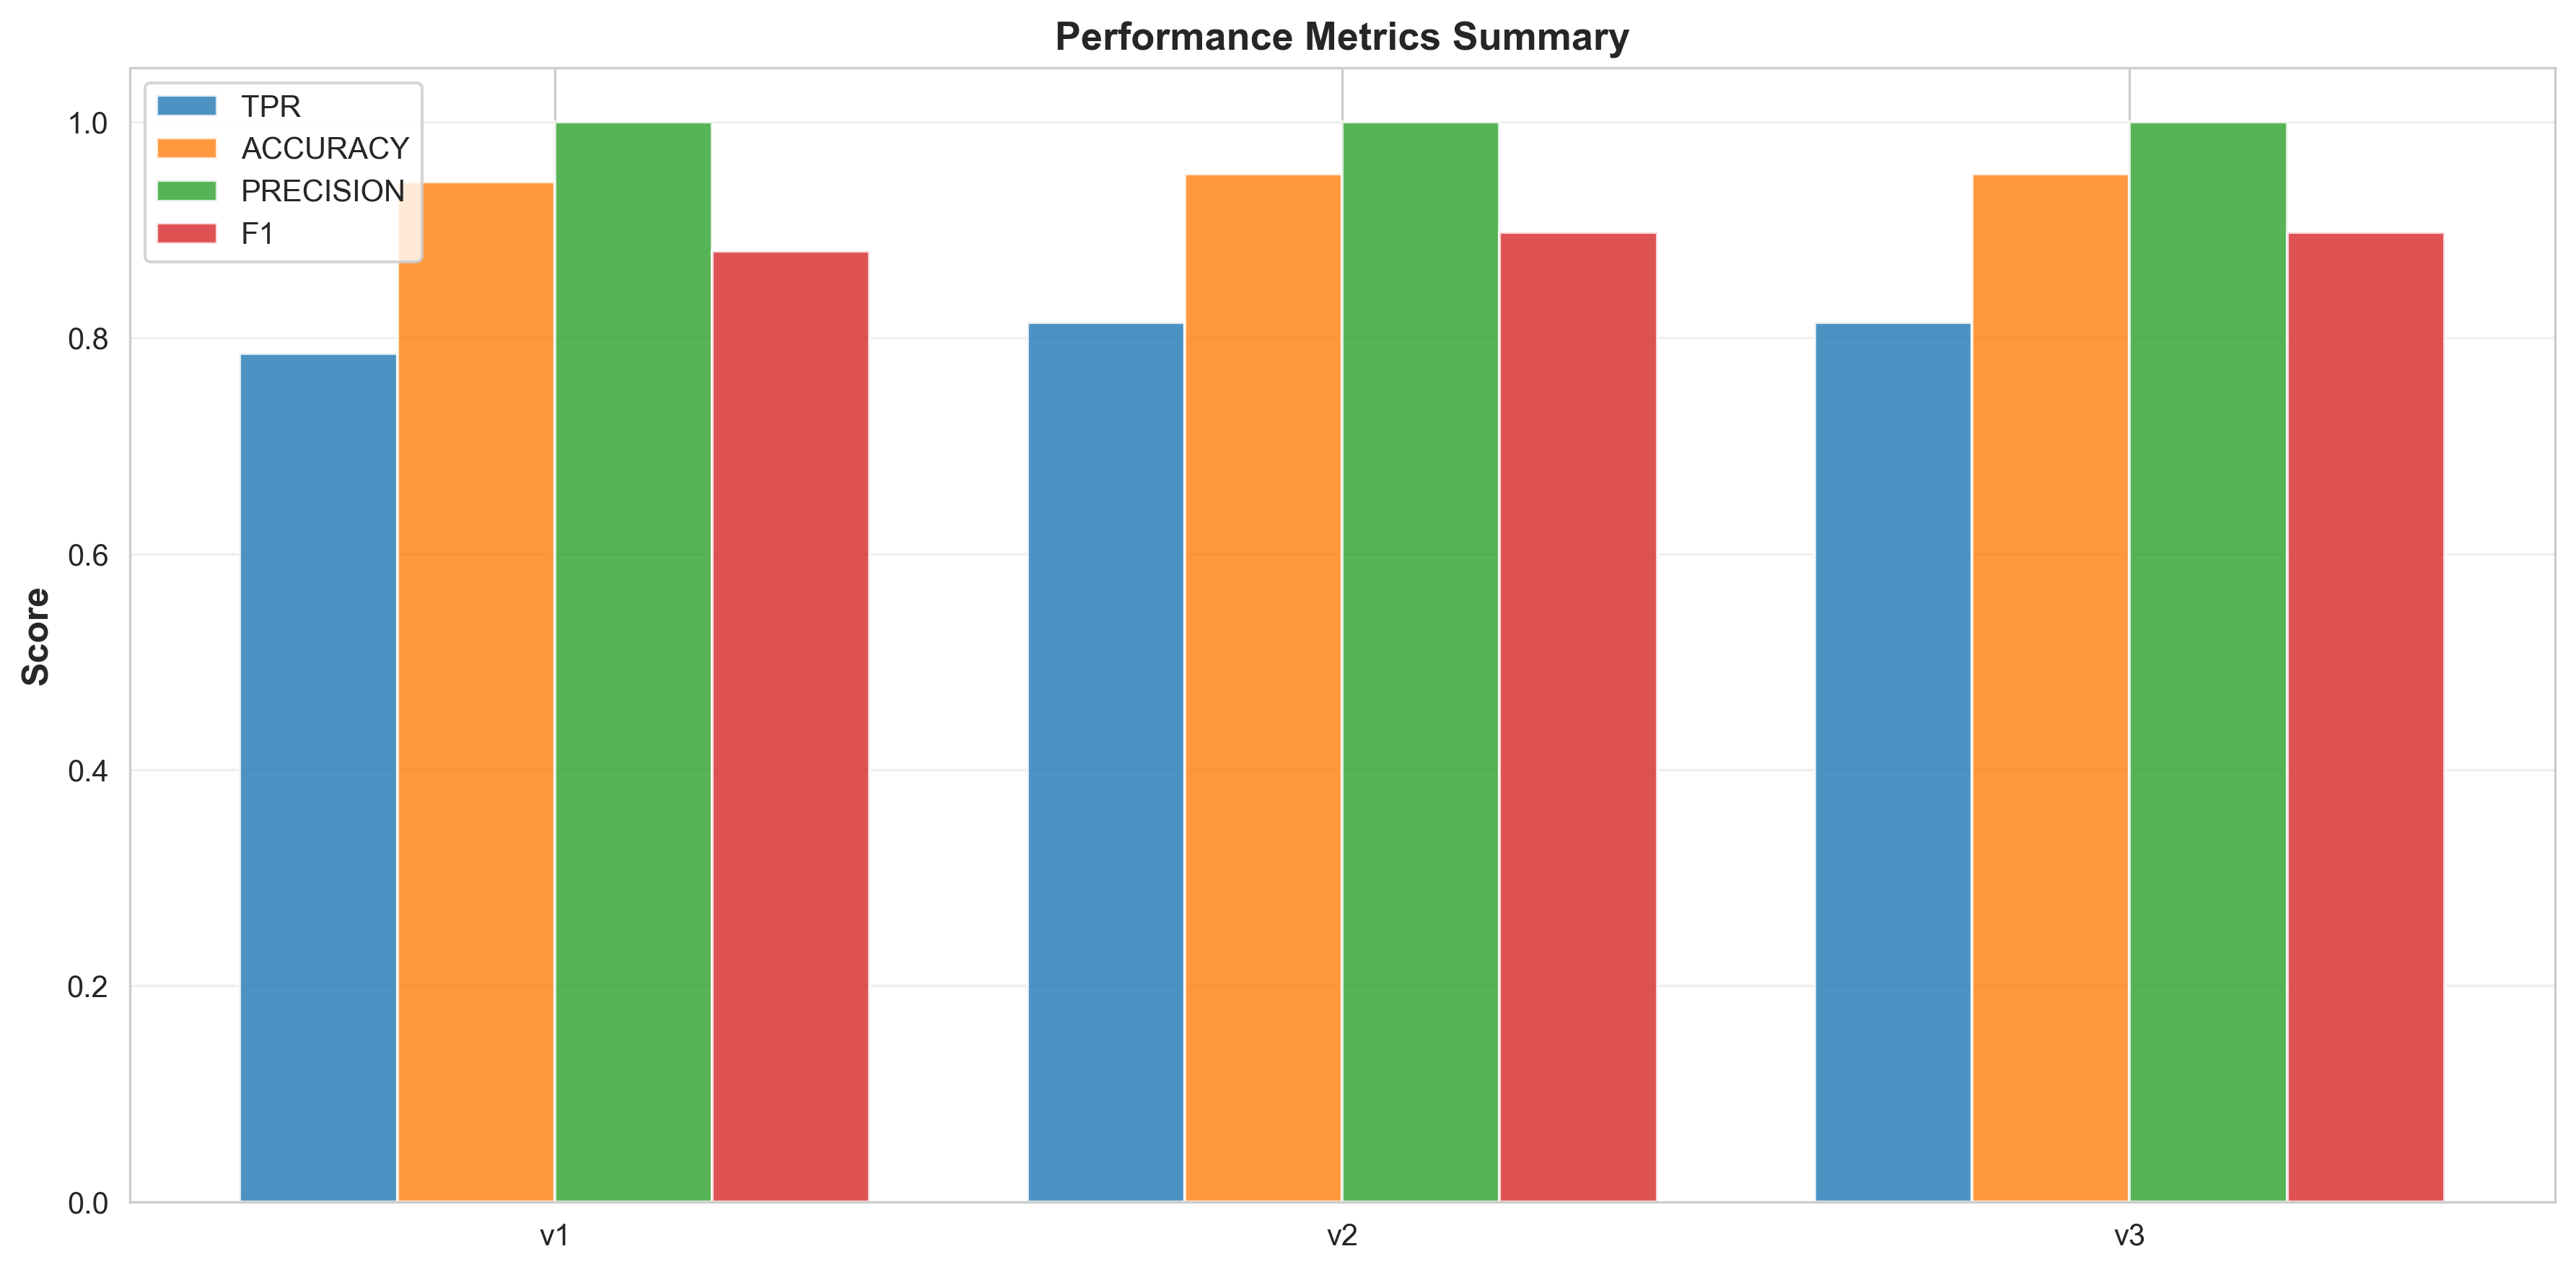 Performance Metrics Summary
TPR
ACCURACY
PRECISION
F1
1.0
0.8
0.6
0.4
0.2
0.0
Score
v1
v2
v3